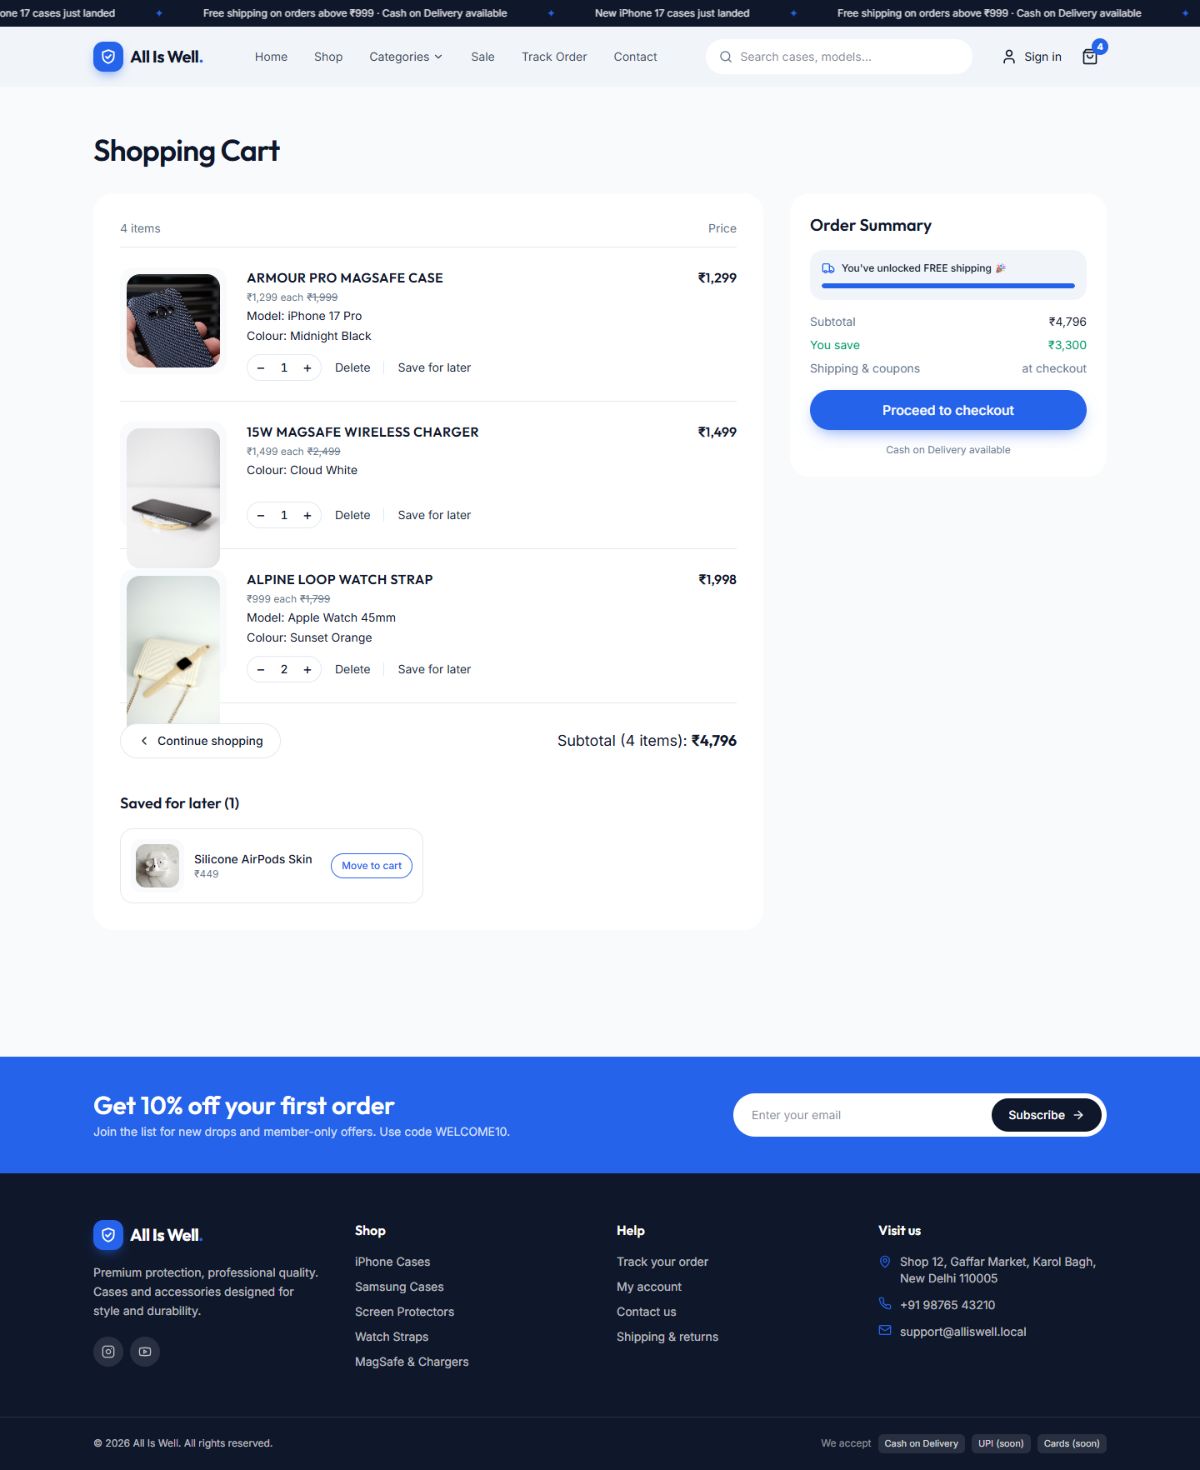 one 17 cases just landed ✦ Free shipping on orders above ₹999 · Cash on Delivery available ✦ New iPhone 17 cases just landed ✦ Free shipping on orders above ₹999 · Cash on Delivery available ✦
All Is Well. Home Shop Categories Sale Track Order Contact Search cases, models... Sign in 4
Shopping Cart
4 items Price
ARMOUR PRO MAGSAFE CASE ₹1,299
₹1,299 each ₹1,999
Model: iPhone 17 Pro
Colour: Midnight Black
− 1 + Delete Save for later
15W MAGSAFE WIRELESS CHARGER ₹1,499
₹1,499 each ₹2,499
Colour: Cloud White
− 1 + Delete Save for later
ALPINE LOOP WATCH STRAP ₹1,998
₹999 each ₹1,799
Model: Apple Watch 45mm
Colour: Sunset Orange
− 2 + Delete Save for later
Continue shopping Subtotal (4 items): ₹4,796
Saved for later (1)
Silicone AirPods Skin
₹449
Move to cart
Order Summary
You've unlocked FREE shipping 🎉
Subtotal ₹4,796
You save ₹3,300
Shipping & coupons at checkout
Proceed to checkout
Cash on Delivery available
Get 10% off your first order
Join the list for new drops and member-only offers. Use code WELCOME10.
Enter your email Subscribe →
All Is Well.
Premium protection, professional quality.
Cases and accessories designed for
style and durability.
Shop
iPhone Cases
Samsung Cases
Screen Protectors
Watch Straps
MagSafe & Chargers
Help
Track your order
My account
Contact us
Shipping & returns
Visit us
Shop 12, Gaffar Market, Karol Bagh,
New Delhi 110005
+91 98765 43210
support@alliswell.local
© 2026 All Is Well. All rights reserved. We accept Cash on Delivery UPI (soon) Cards (soon)